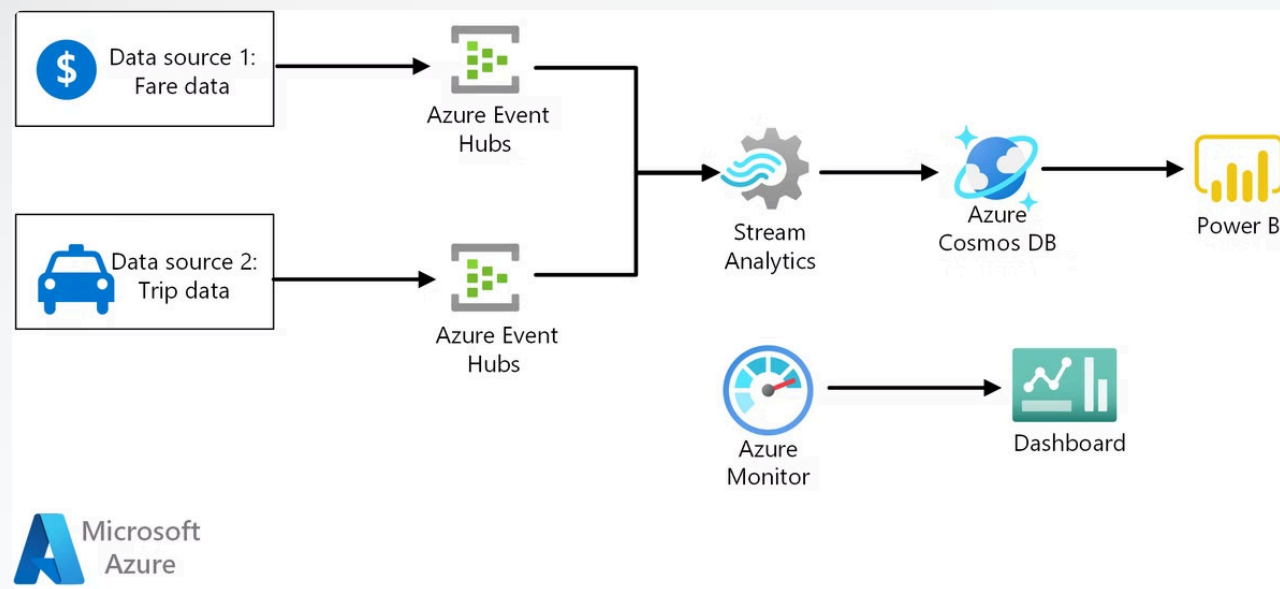 $
Data source 1:
Fare data
Azure Event
Hubs
Data source 2:
Trip data
Azure Event
Hubs
Stream
Analytics
Azure
Cosmos DB
Power B
Azure
Monitor
Dashboard
Microsoft
Azure